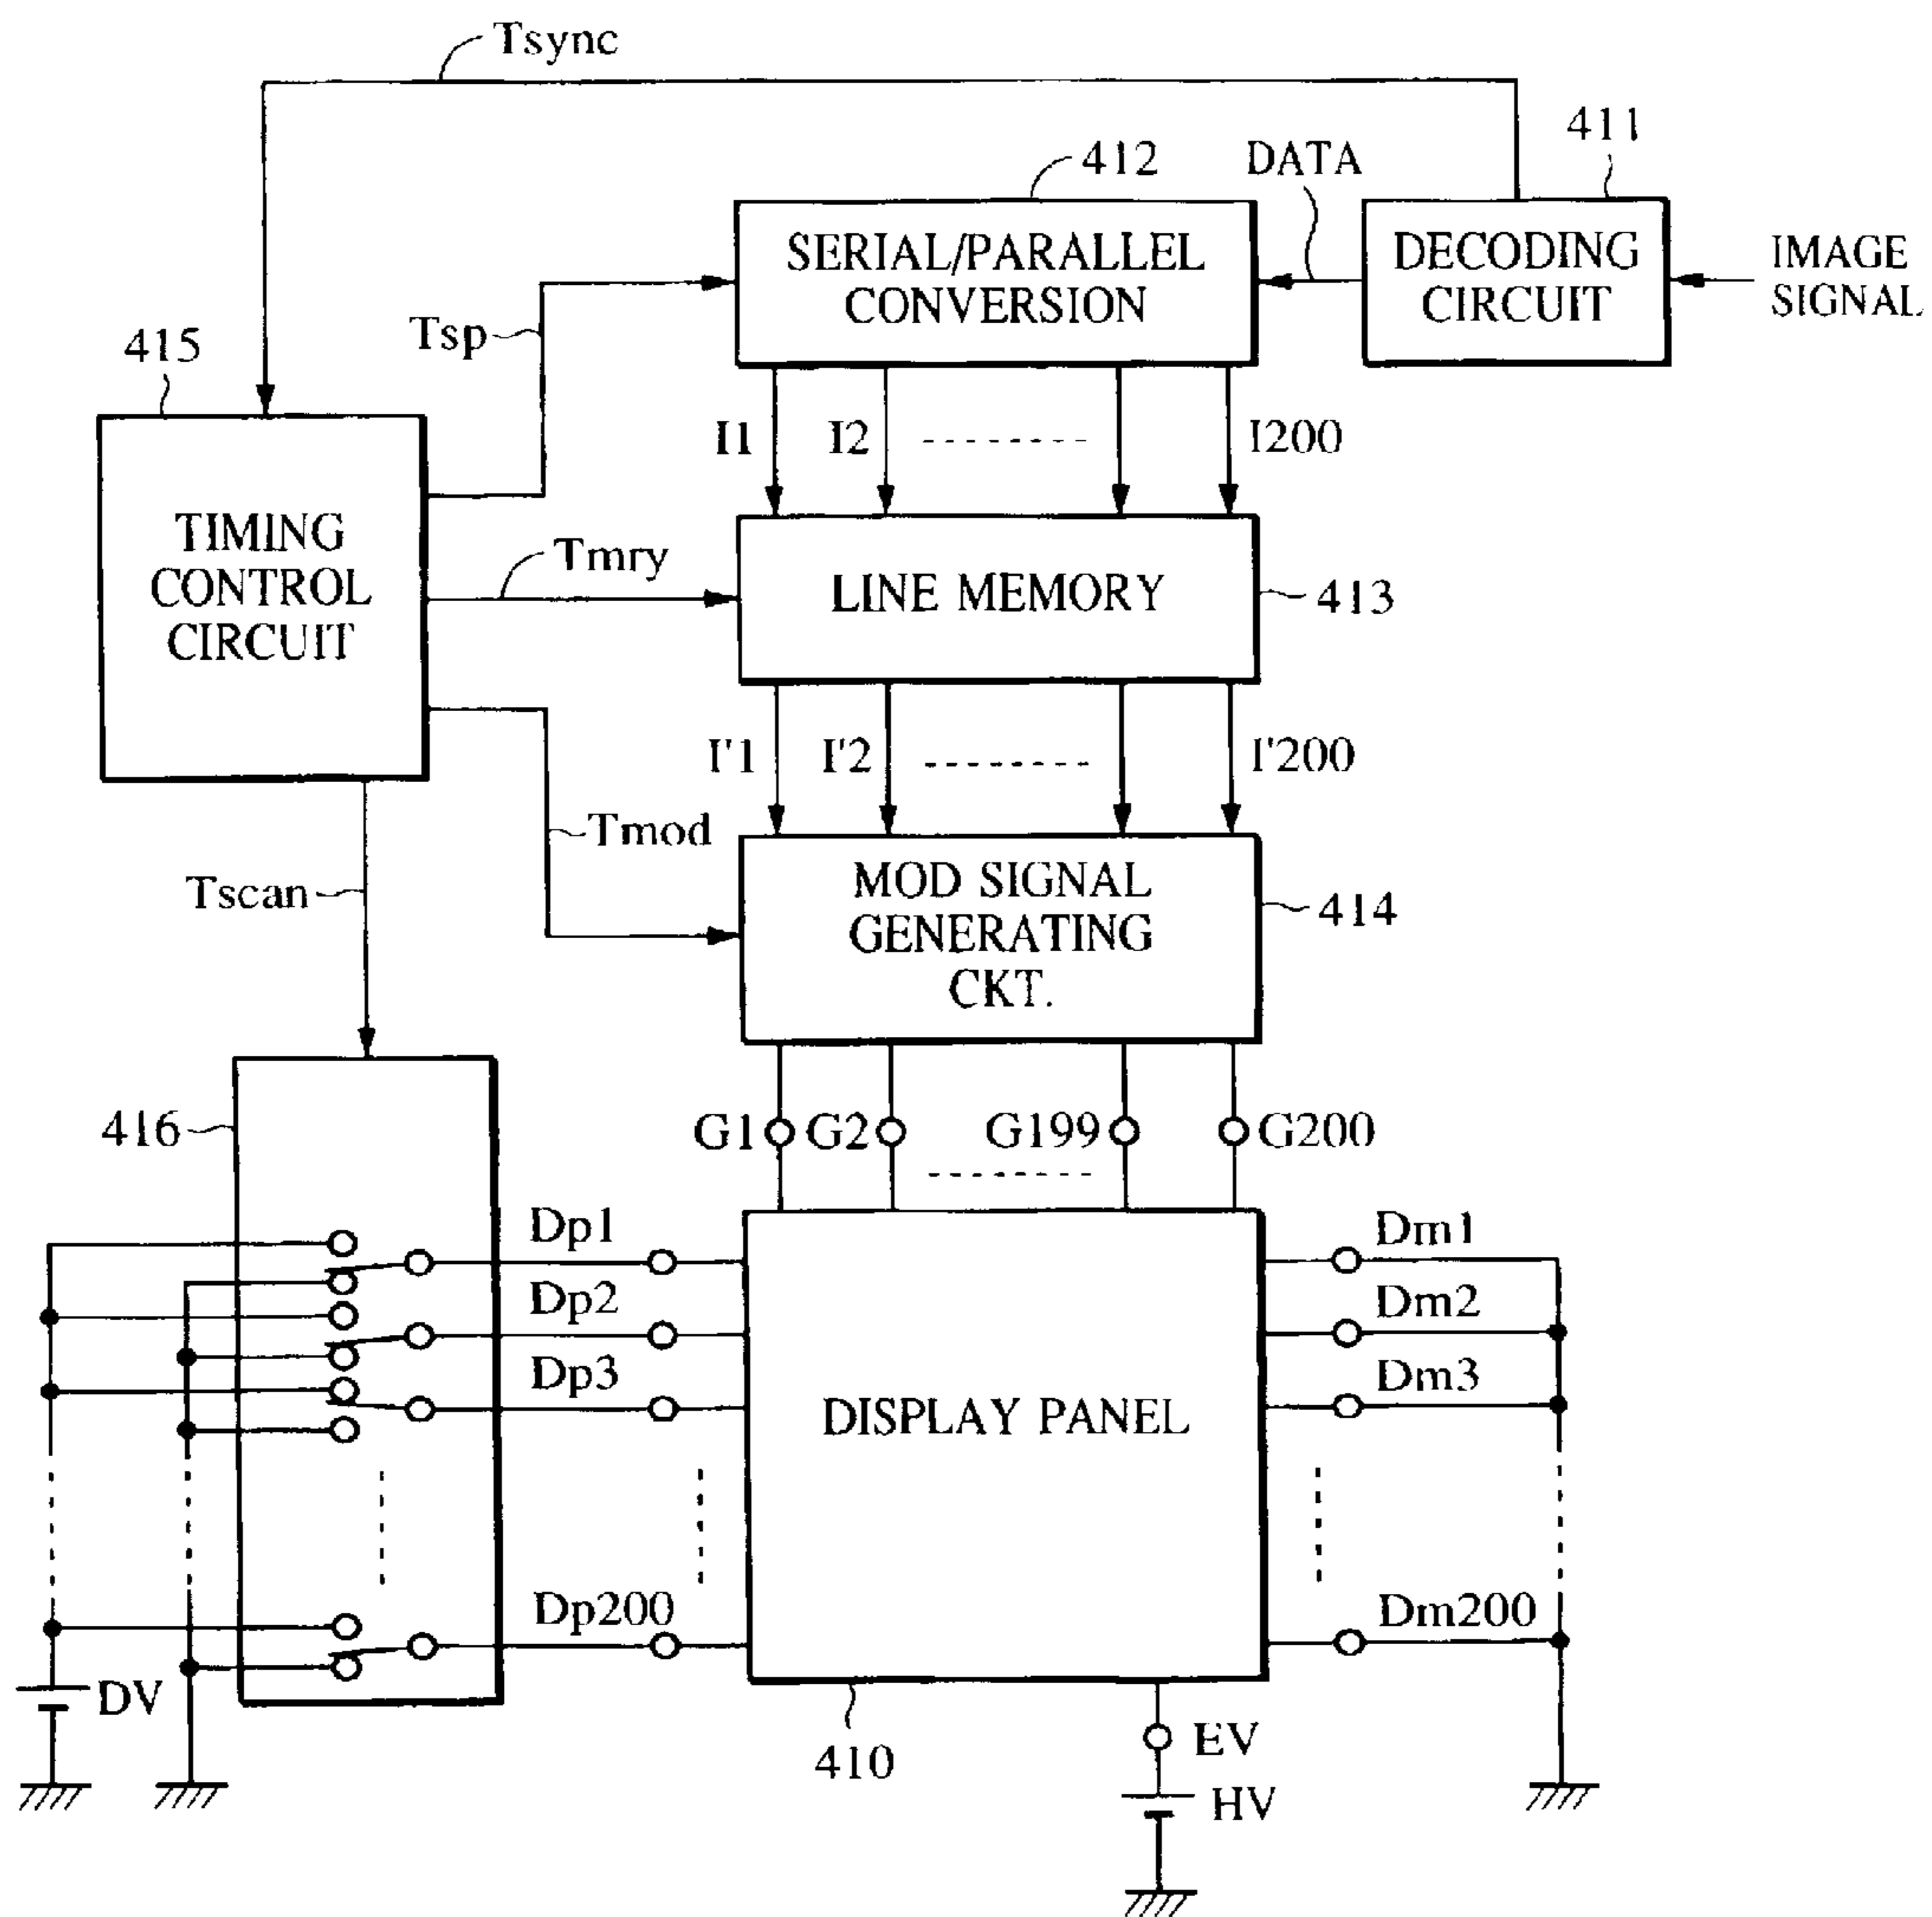 Tsync
411
412
DATA
SERIAL/PARALLEL
CONVERSION
DECODING
CIRCUIT
IMAGE
SIGNAL
Tsp
415
I1
I2
I200
TIMING
CONTROL
CIRCUIT
Tmry
LINE MEMORY
413
I'1
I'2
I'200
Tmod
Tscan
MOD SIGNAL
GENERATING
CKT.
414
416
G1
G2
G199
G200
Dp1
Dm1
Dp2
Dm2
Dp3
Dm3
DISPLAY PANEL
Dp200
Dm200
DV
410
EV
HV